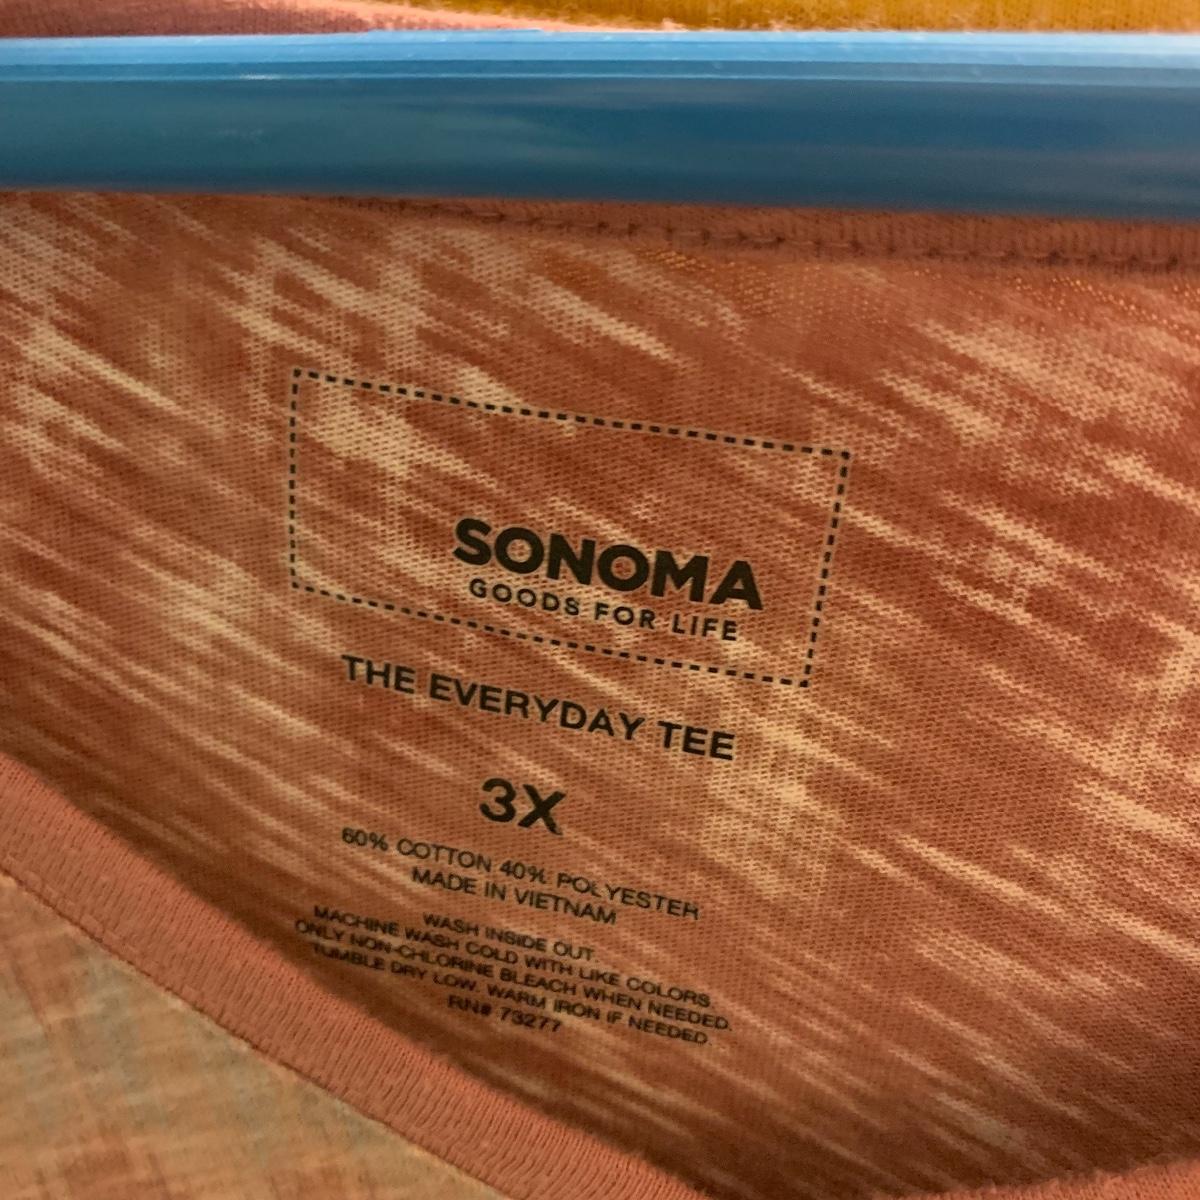 SONOMA
GOODS FOR LIFE
THE EVERYDAY TEE
3X
60% COTTON 40% POLYESTER
MADE IN VIETNAM
WASH INSIDE OUT.
MACHINE WASH COLD WITH LIKE COLORS.
ONLY NON-CHLORINE BLEACH WHEN NEEDED.
TUMBLE DRY LOW. WARM IRON IF NEEDED.
RN# 73277